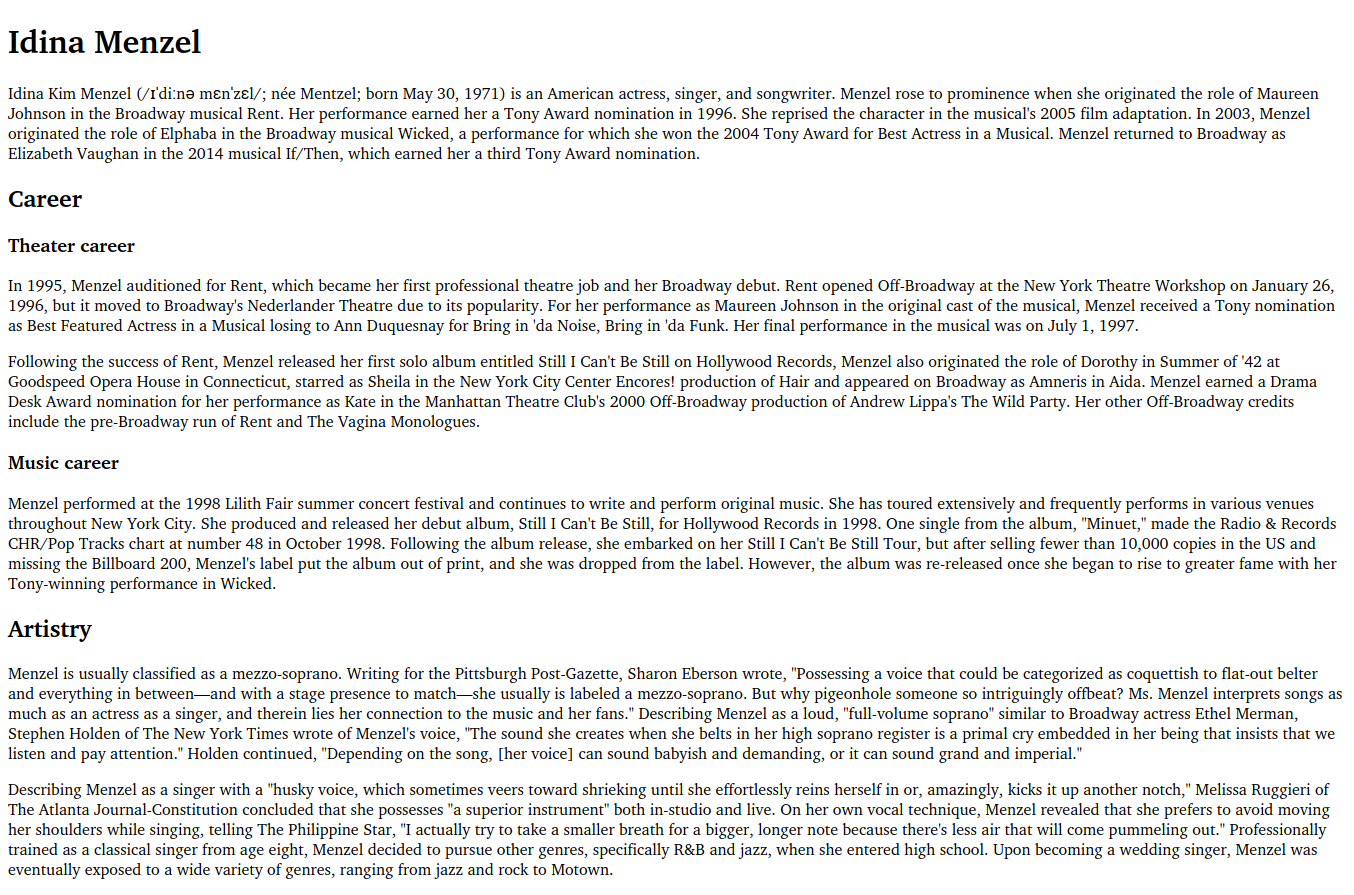 Idina Menzel
Idina Kim Menzel (/ɪˈdiːnə mɛnˈzɛl/; née Mentzel; born May 30, 1971) is an American actress, singer, and songwriter. Menzel rose to prominence when she originated the role of Maureen
Johnson in the Broadway musical Rent. Her performance earned her a Tony Award nomination in 1996. She reprised the character in the musical's 2005 film adaptation. In 2003, Menzel
originated the role of Elphaba in the Broadway musical Wicked, a performance for which she won the 2004 Tony Award for Best Actress in a Musical. Menzel returned to Broadway as
Elizabeth Vaughan in the 2014 musical If/Then, which earned her a third Tony Award nomination.
Career
Theater career
In 1995, Menzel auditioned for Rent, which became her first professional theatre job and her Broadway debut. Rent opened Off-Broadway at the New York Theatre Workshop on January 26,
1996, but it moved to Broadway's Nederlander Theatre due to its popularity. For her performance as Maureen Johnson in the original cast of the musical, Menzel received a Tony nomination
as Best Featured Actress in a Musical losing to Ann Duquesnay for Bring in 'da Noise, Bring in 'da Funk. Her final performance in the musical was on July 1, 1997.
Following the success of Rent, Menzel released her first solo album entitled Still I Can't Be Still on Hollywood Records, Menzel also originated the role of Dorothy in Summer of '42 at
Goodspeed Opera House in Connecticut, starred as Sheila in the New York City Center Encores! production of Hair and appeared on Broadway as Amneris in Aida. Menzel earned a Drama
Desk Award nomination for her performance as Kate in the Manhattan Theatre Club's 2000 Off-Broadway production of Andrew Lippa's The Wild Party. Her other Off-Broadway credits
include the pre-Broadway run of Rent and The Vagina Monologues.
Music career
Menzel performed at the 1998 Lilith Fair summer concert festival and continues to write and perform original music. She has toured extensively and frequently performs in various venues
throughout New York City. She produced and released her debut album, Still I Can't Be Still, for Hollywood Records in 1998. One single from the album, "Minuet," made the Radio & Records
CHR/Pop Tracks chart at number 48 in October 1998. Following the album release, she embarked on her Still I Can't Be Still Tour, but after selling fewer than 10,000 copies in the US and
missing the Billboard 200, Menzel's label put the album out of print, and she was dropped from the label. However, the album was re-released once she began to rise to greater fame with her
Tony-winning performance in Wicked.
Artistry
Menzel is usually classified as a mezzo-soprano. Writing for the Pittsburgh Post-Gazette, Sharon Eberson wrote, "Possessing a voice that could be categorized as coquettish to flat-out belter
and everything in between—and with a stage presence to match—she usually is labeled a mezzo-soprano. But why pigeonhole someone so intriguingly offbeat? Ms. Menzel interprets songs as
much as an actress as a singer, and therein lies her connection to the music and her fans." Describing Menzel as a loud, "full-volume soprano" similar to Broadway actress Ethel Merman,
Stephen Holden of The New York Times wrote of Menzel's voice, "The sound she creates when she belts in her high soprano register is a primal cry embedded in her being that insists that we
listen and pay attention." Holden continued, "Depending on the song, [her voice] can sound babyish and demanding, or it can sound grand and imperial."
Describing Menzel as a singer with a "husky voice, which sometimes veers toward shrieking until she effortlessly reins herself in or, amazingly, kicks it up another notch," Melissa Ruggieri of
The Atlanta Journal-Constitution concluded that she possesses "a superior instrument" both in-studio and live. On her own vocal technique, Menzel revealed that she prefers to avoid moving
her shoulders while singing, telling The Philippine Star, "I actually try to take a smaller breath for a bigger, longer note because there's less air that will come pummeling out." Professionally
trained as a classical singer from age eight, Menzel decided to pursue other genres, specifically R&B and jazz, when she entered high school. Upon becoming a wedding singer, Menzel was
eventually exposed to a wide variety of genres, ranging from jazz and rock to Motown.